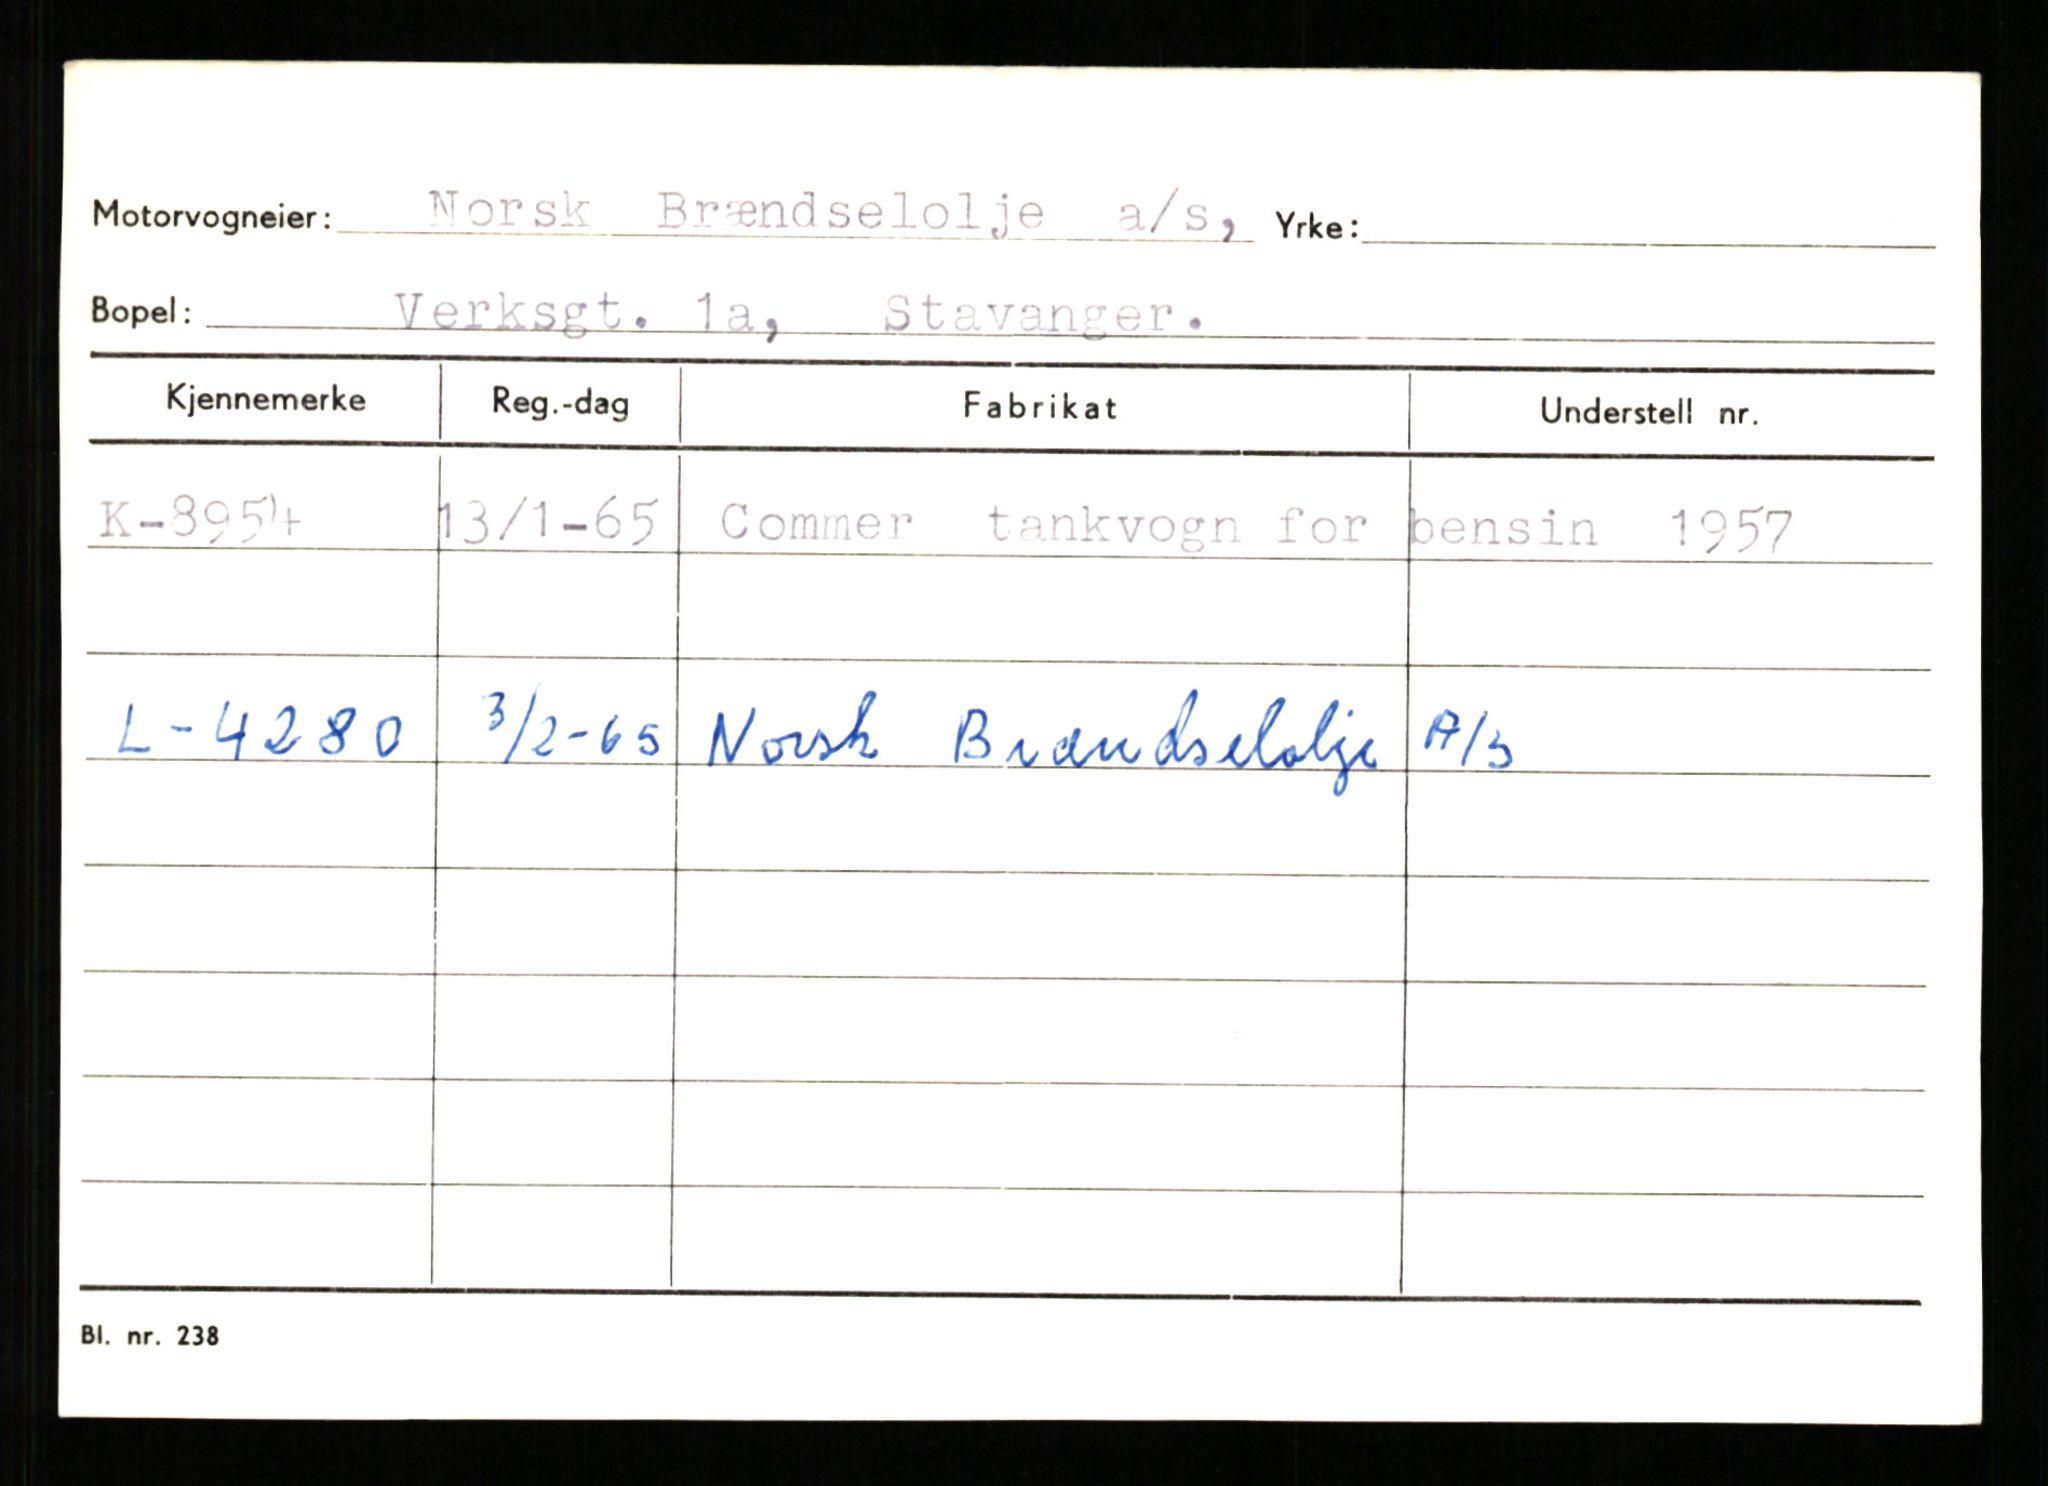 Motorvogneier: Norsk Brændselolje a/s, Yrke:
Bopel: Verksgt. 1a, Stavanger.
Kjennemerke Reg.-dag Fabrikat Understell nr.
K-8954 13/1-65 Commer tankvogn for bensin 1957
L-4280 3/2-65 Norsk Brændselolje A/S
Bl. nr. 238